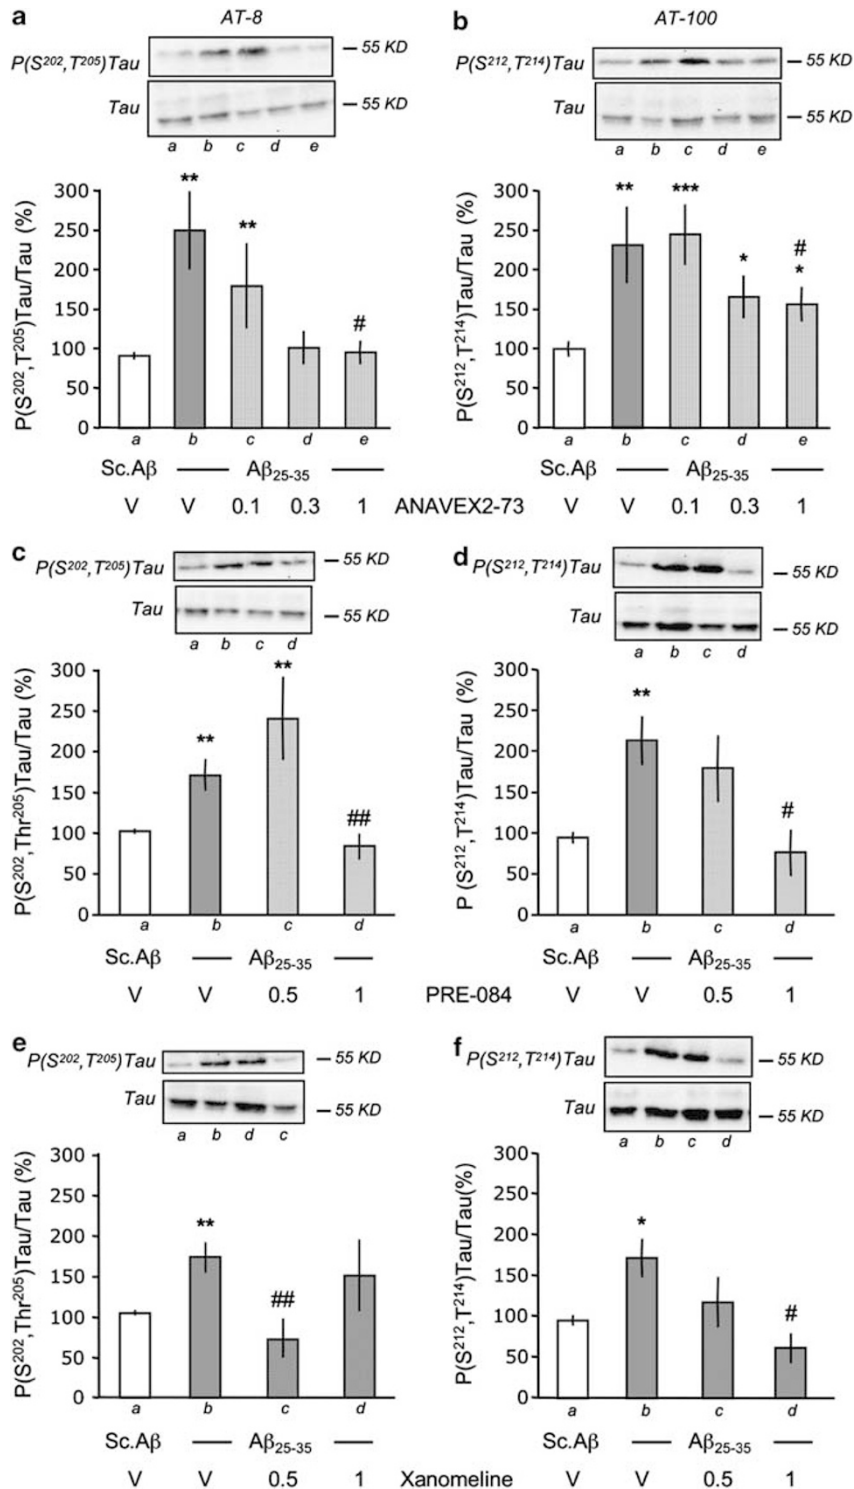 a AT-8
P(S²⁰²,T²⁰⁵)Tau — 55 KD
Tau — 55 KD
a b c d e
P(S²⁰²,T²⁰⁵)Tau/Tau (%)
300
250
200
150
100
50
0
** ** #
a b c d e
Sc.Aβ — Aβ₂₅₋₃₅ —
V V 0.1 0.3 1
b AT-100
P(S²¹²,T²¹⁴)Tau — 55 KD
Tau — 55 KD
a b c d e
P(S²¹²,T²¹⁴)Tau/Tau (%)
300
250
200
150
100
50
0
** *** * # *
a b c d e
Sc.Aβ — Aβ₂₅₋₃₅ —
ANAVEX2-73 V V 0.1 0.3 1
c
P(S²⁰²,T²⁰⁵)Tau — 55 KD
Tau — 55 KD
a b c d
P(S²⁰²,Thr²⁰⁵)Tau/Tau (%)
300
250
200
150
100
50
0
** ** ##
a b c d
Sc.Aβ — Aβ₂₅₋₃₅ —
V V 0.5 1
d
P(S²¹²,T²¹⁴)Tau — 55 KD
Tau — 55 KD
a b c d
P (S²¹²,T²¹⁴)Tau/Tau (%)
300
250
200
150
100
50
0
** #
a b c d
Sc.Aβ — Aβ₂₅₋₃₅ —
PRE-084 V V 0.5 1
e
P(S²⁰²,T²⁰⁵)Tau — 55 KD
Tau — 55 KD
a b d c
P(S²⁰²,Thr²⁰⁵)Tau/Tau (%)
300
250
200
150
100
50
0
** ##
a b c d
Sc.Aβ — Aβ₂₅₋₃₅ —
V V 0.5 1
f
P(S²¹²,T²¹⁴)Tau — 55 KD
Tau — 55 KD
a b c d
P(S²¹²,T²¹⁴)Tau/Tau(%)
300
250
200
150
100
50
0
* #
a b c d
Sc.Aβ — Aβ₂₅₋₃₅ —
Xanomeline V V 0.5 1